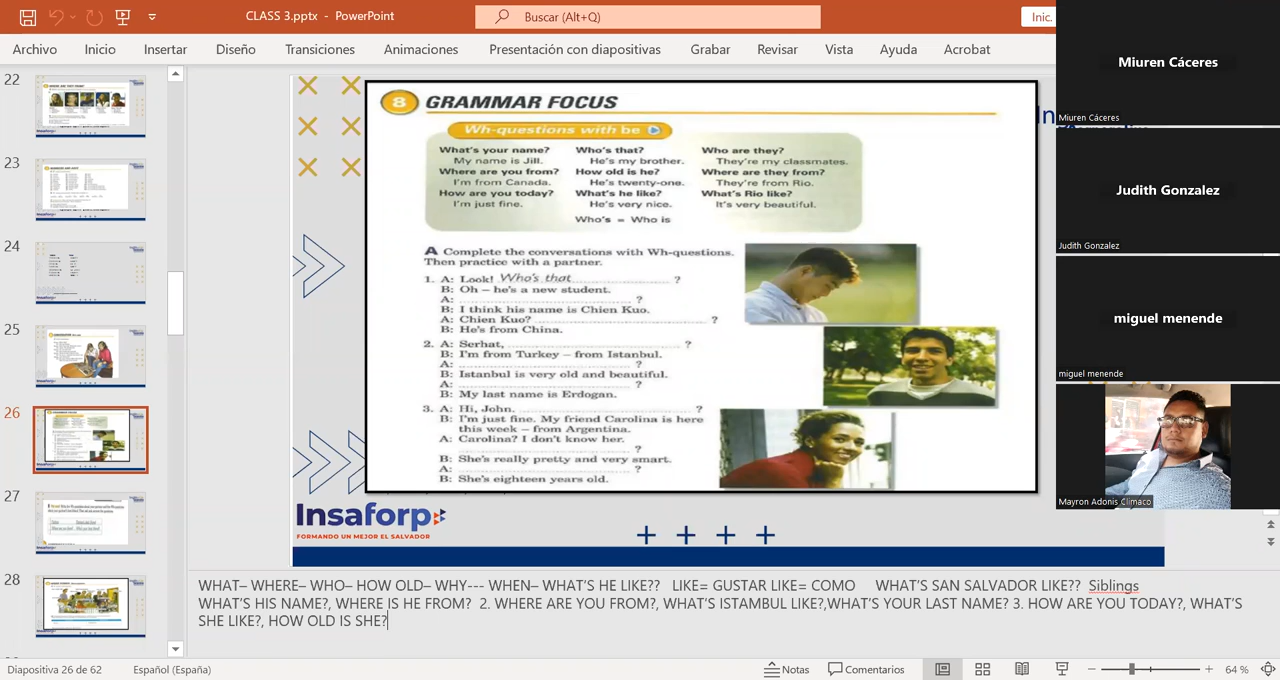 CLASS 3.pptx - PowerPoint
Buscar (Alt+Q)
Inic.
Archivo Inicio Insertar Diseño Transiciones Animaciones Presentación con diapositivas Grabar Revisar Vista Ayuda Acrobat
22
23
24
25
26
27
28
8 GRAMMAR FOCUS
Wh-questions with be
What's your name? Who's that? Who are they?
My name is Jill. He's my brother. They're my classmates.
Where are you from? How old is he? Where are they from?
I'm from Canada. He's twenty-one. They're from Rio.
How are you today? What's he like? What's Rio like?
I'm just fine. He's very nice. It's very beautiful.
Who's = Who is
A Complete the conversations with Wh-questions.
Then practice with a partner.
1. A: Look! Who's that ?
B: Oh – he's a new student.
A: ?
B: I think his name is Chien Kuo.
A: Chien Kuo? ?
B: He's from China.
2. A: Serhat, ?
B: I'm from Turkey – from Istanbul.
A: ?
B: Istanbul is very old and beautiful.
A: ?
B: My last name is Erdogan.
3. A: Hi, John. ?
B: I'm just fine. My friend Carolina is here
this week – from Argentina.
A: Carolina? I don't know her.
?
B: She's really pretty and very smart.
A: ?
B: She's eighteen years old.
Insaforp
FORMANDO UN MEJOR EL SALVADOR
WHAT– WHERE– WHO– HOW OLD– WHY--- WHEN– WHAT'S HE LIKE?? LIKE= GUSTAR LIKE= COMO WHAT'S SAN SALVADOR LIKE?? Siblings
WHAT'S HIS NAME?, WHERE IS HE FROM? 2. WHERE ARE YOU FROM?, WHAT'S ISTAMBUL LIKE?,WHAT'S YOUR LAST NAME? 3. HOW ARE YOU TODAY?, WHAT'S
SHE LIKE?, HOW OLD IS SHE?
Diapositiva 26 de 62 Español (España) Notas Comentarios 64 %
Miuren Cáceres
Miuren Cáceres
Judith Gonzalez
Judith Gonzalez
miguel menende
miguel menende
Mayron Adonis Climaco